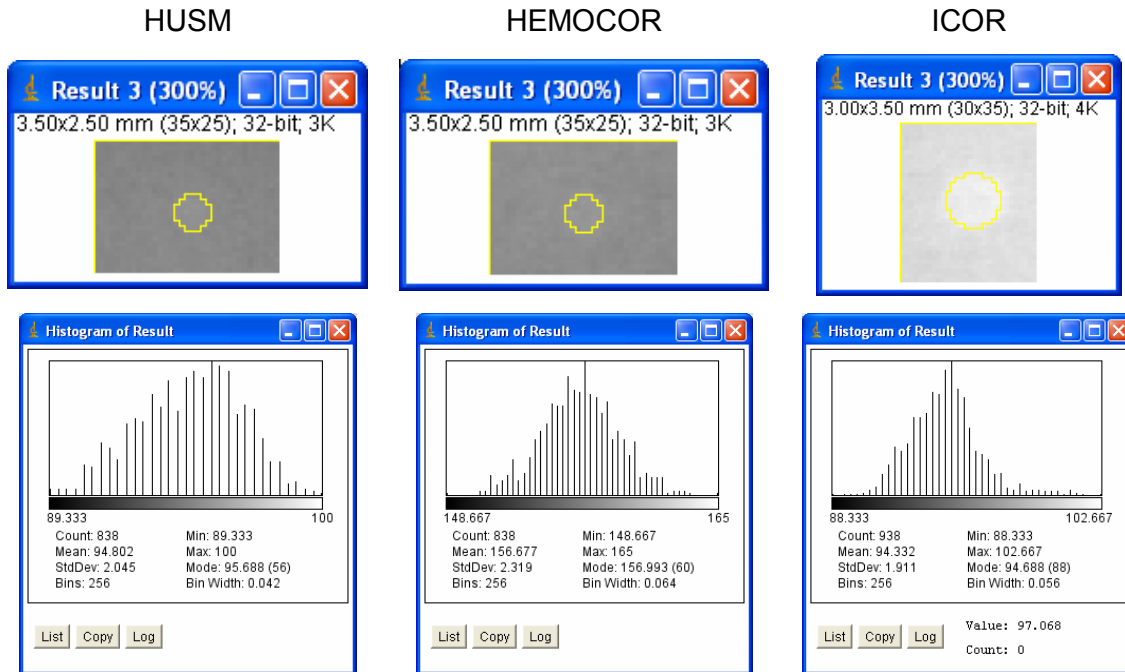 HUSM
HEMOCOR
ICOR
Result 3 (300%)
3.50x2.50 mm (35x25); 32-bit; 3K
Result 3 (300%)
3.50x2.50 mm (35x25); 32-bit; 3K
Result 3 (300%)
3.00x3.50 mm (30x35); 32-bit; 4K
Histogram of Result
89.333 100
Count: 838 Min: 89.333
Mean: 94.802 Max: 100
StdDev: 2.045 Mode: 95.688 (56)
Bins: 256 Bin Width: 0.042
List Copy Log
Histogram of Result
148.667 165
Count: 838 Min: 148.667
Mean: 156.677 Max: 165
StdDev: 2.319 Mode: 156.993 (60)
Bins: 256 Bin Width: 0.064
List Copy Log
Histogram of Result
88.333 102.667
Count: 938 Min: 88.333
Mean: 94.332 Max: 102.667
StdDev: 1.911 Mode: 94.688 (88)
Bins: 256 Bin Width: 0.056
List Copy Log
Value: 97.068
Count: 0